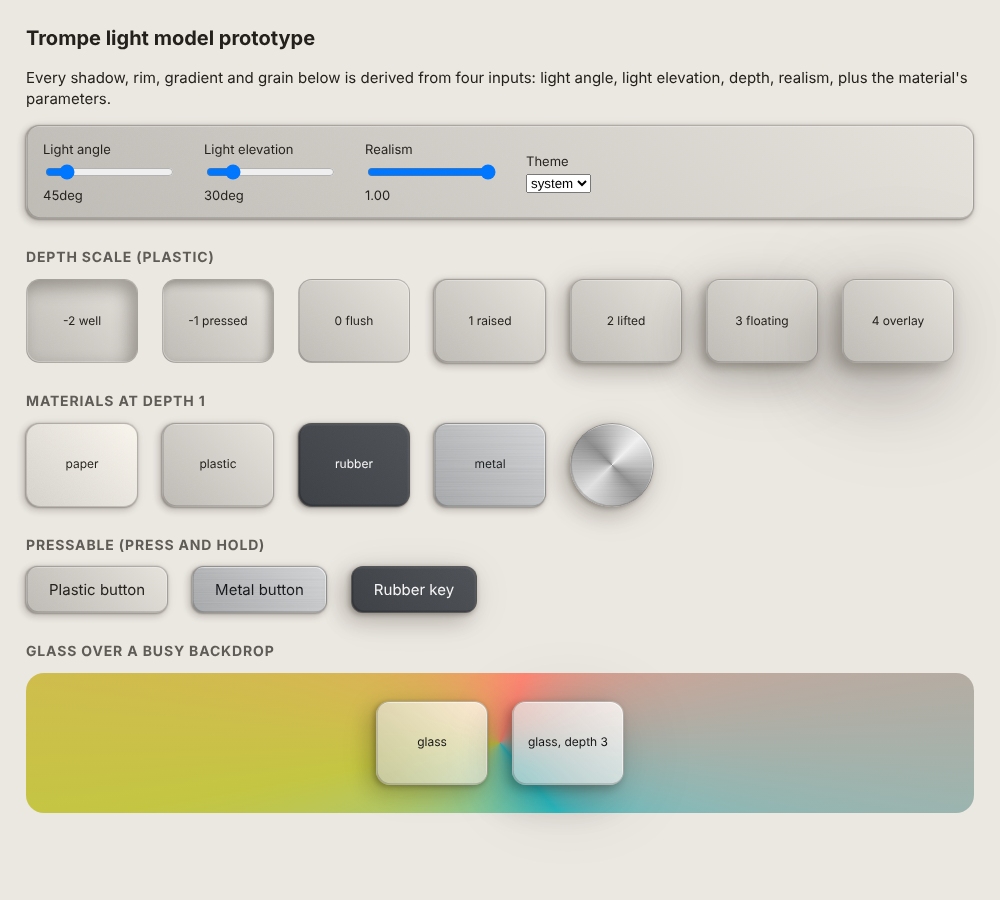 Trompe light model prototype
Every shadow, rim, gradient and grain below is derived from four inputs: light angle, light elevation, depth, realism, plus the material's
parameters.
Light angle
45deg
Light elevation
30deg
Realism
1.00
Theme
system
DEPTH SCALE (PLASTIC)
-2 well
-1 pressed
0 flush
1 raised
2 lifted
3 floating
4 overlay
MATERIALS AT DEPTH 1
paper
plastic
rubber
metal
PRESSABLE (PRESS AND HOLD)
Plastic button
Metal button
Rubber key
GLASS OVER A BUSY BACKDROP
glass
glass, depth 3